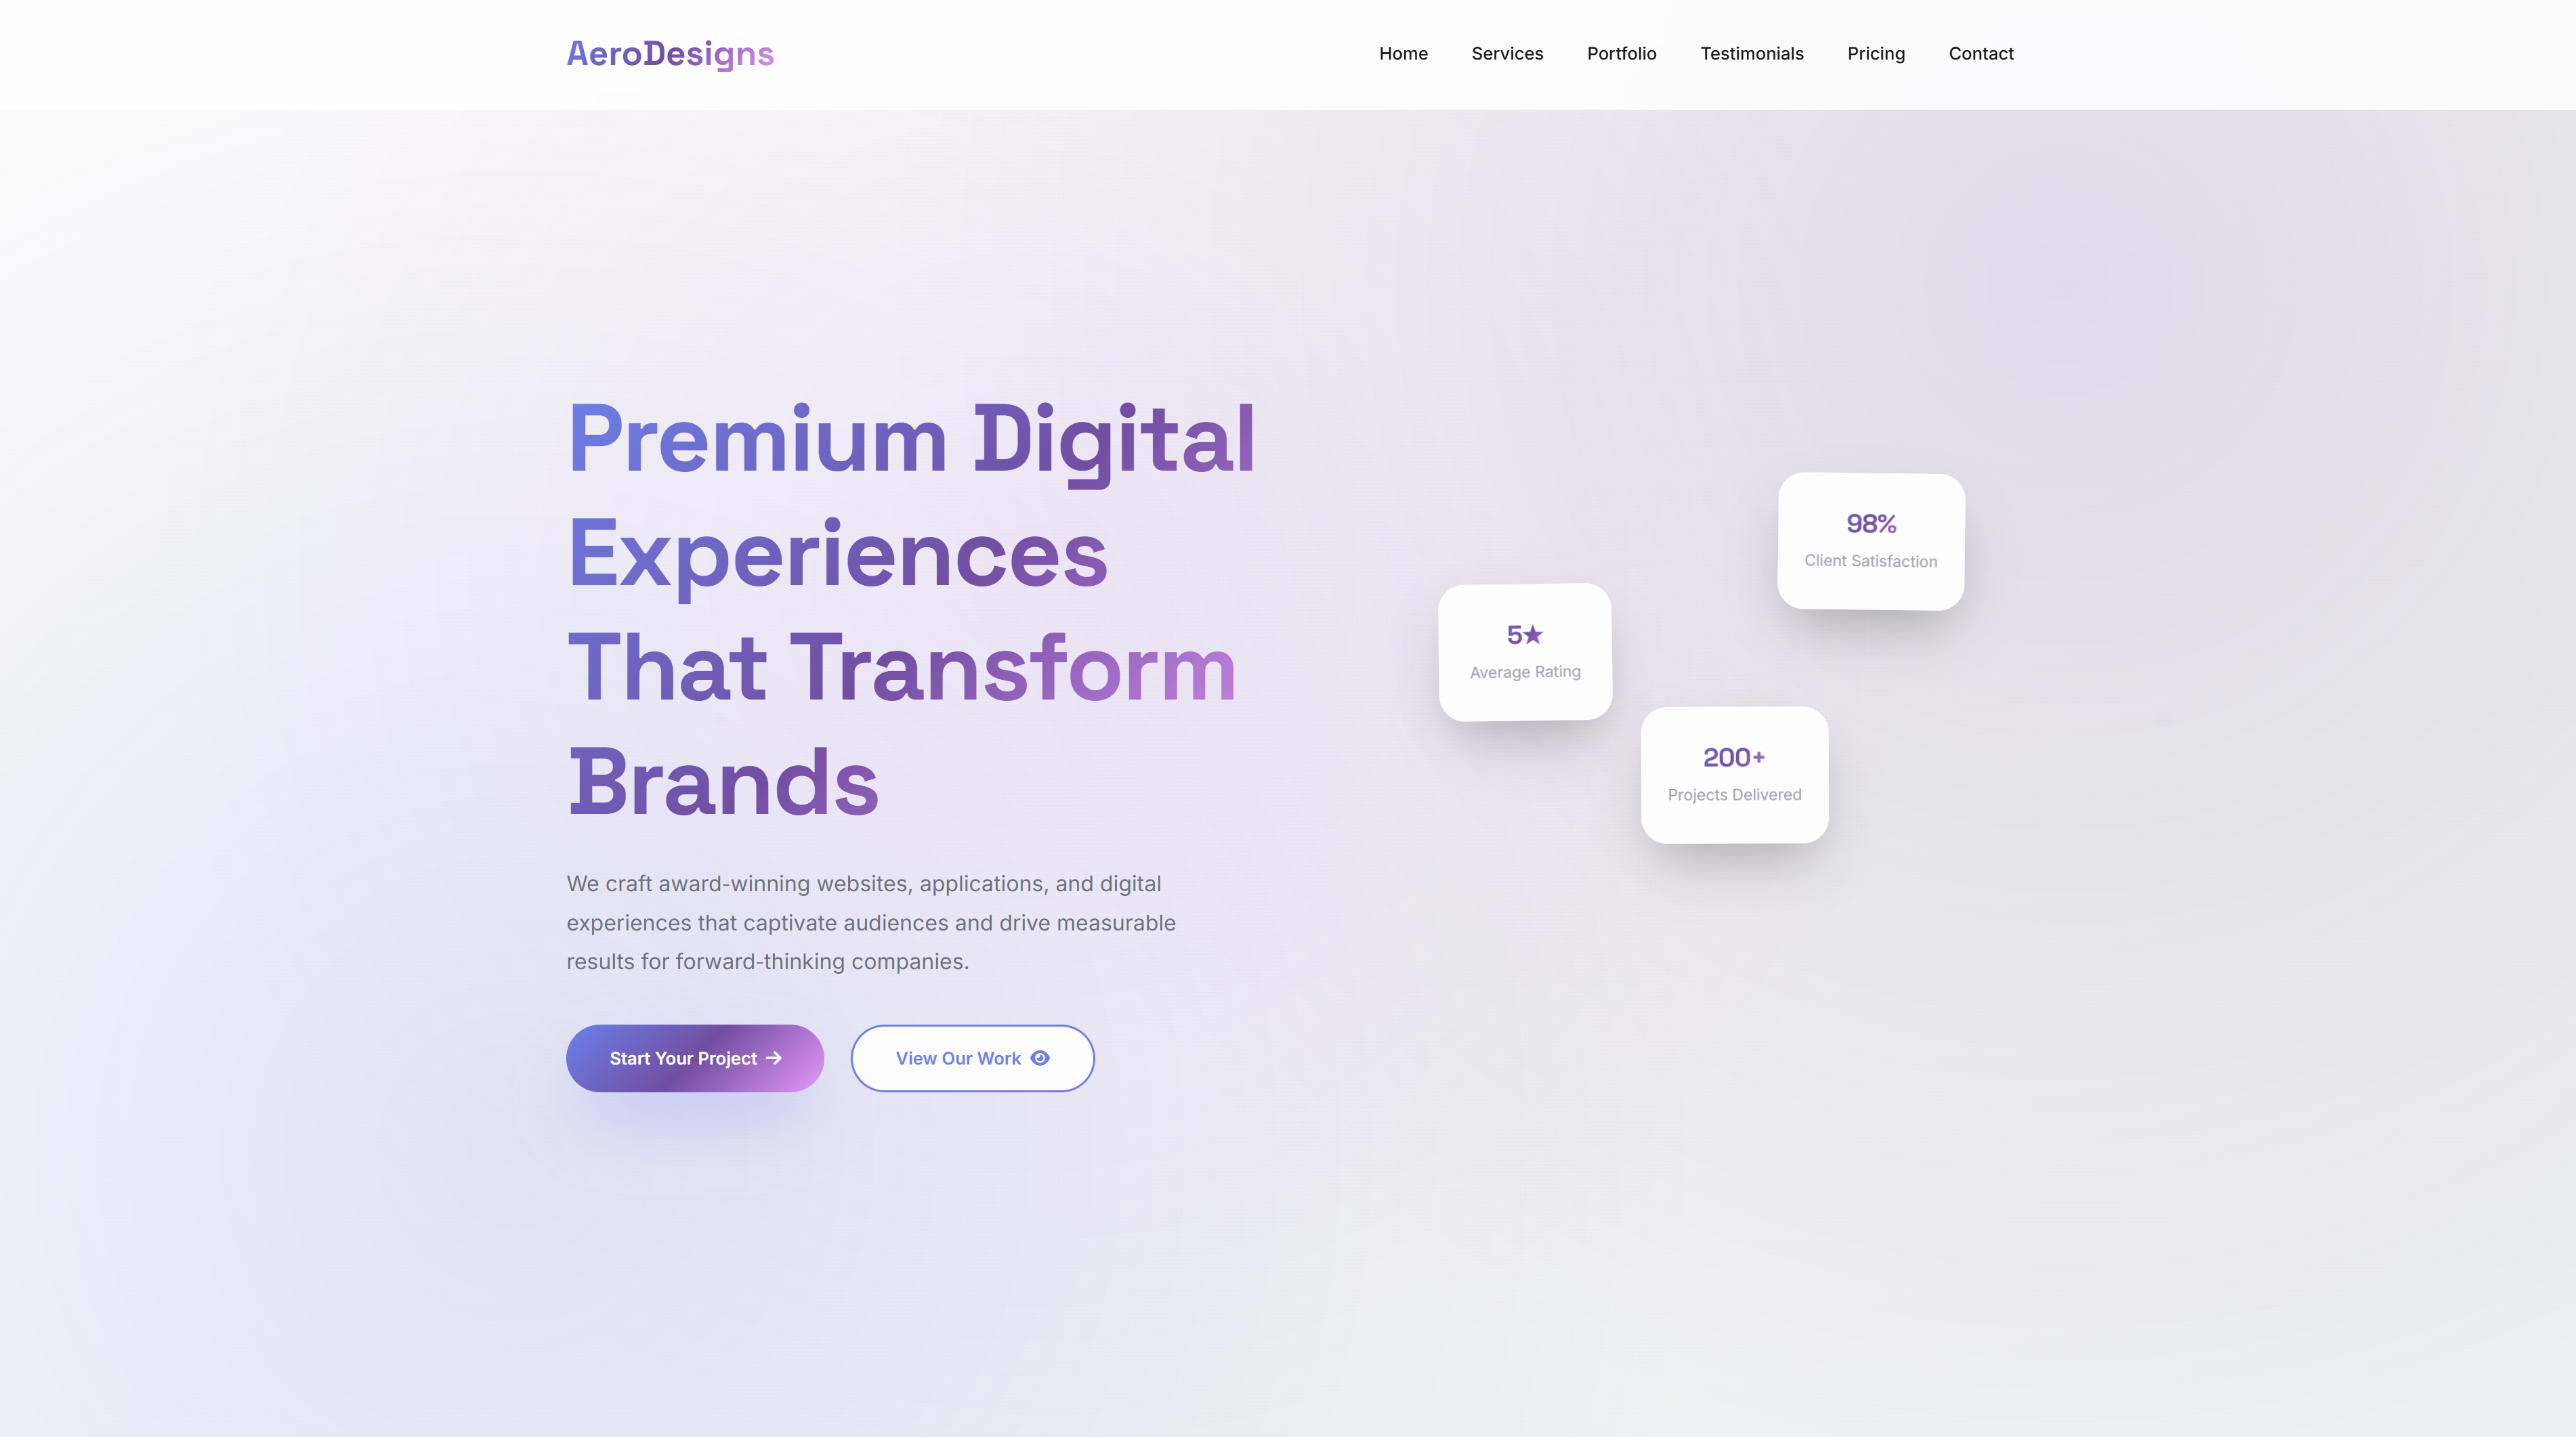 AeroDesigns
Home Services Portfolio Testimonials Pricing Contact
Premium Digital
Experiences
That Transform
Brands
We craft award-winning websites, applications, and digital
experiences that captivate audiences and drive measurable
results for forward-thinking companies.
Start Your Project →
View Our Work
98%
Client Satisfaction
5★
Average Rating
200+
Projects Delivered